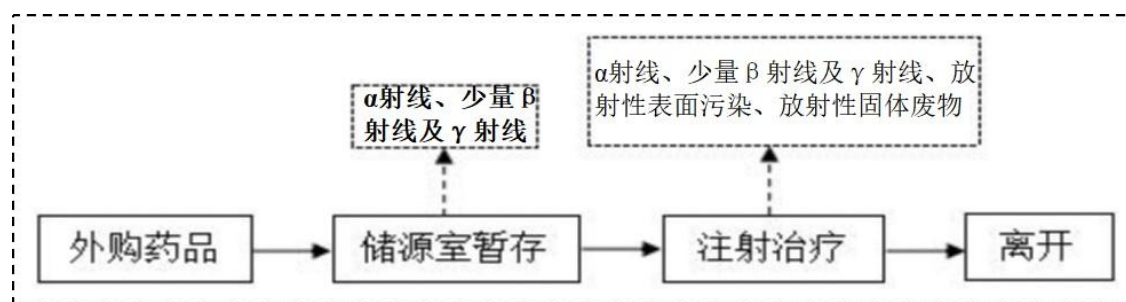 α射线、少量β射线及γ射线、放
射性表面污染、放射性固体废物
α射线、少量β
射线及γ射线
外购药品
储源室暂存
注射治疗
离开